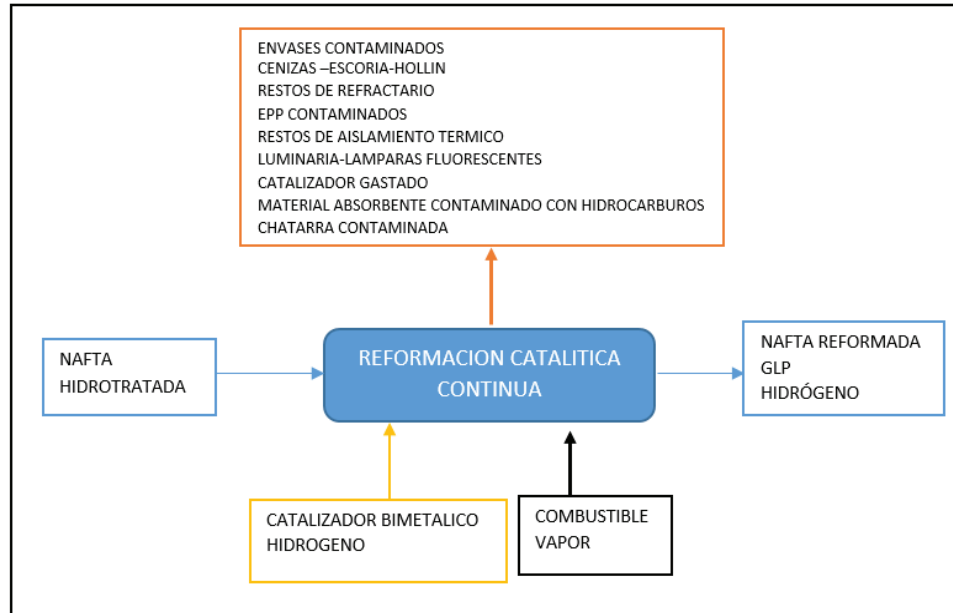 ENVASES CONTAMINADOS
CENIZAS –ESCORIA-HOLLIN
RESTOS DE REFRACTARIO
EPP CONTAMINADOS
RESTOS DE AISLAMIENTO TERMICO
LUMINARIA-LAMPARAS FLUORESCENTES
CATALIZADOR GASTADO
MATERIAL ABSORBENTE CONTAMINADO CON HIDROCARBUROS
CHATARRA CONTAMINADA
NAFTA
HIDROTRATADA
REFORMACION CATALITICA
CONTINUA
NAFTA REFORMADA
GLP
HIDRÓGENO
CATALIZADOR BIMETALICO
HIDROGENO
COMBUSTIBLE
VAPOR